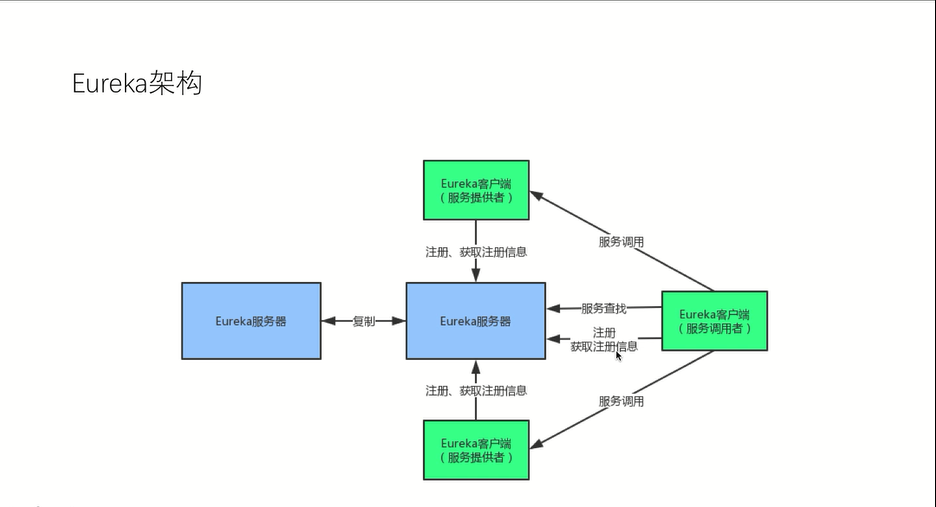 Eureka架构
Eureka客户端
（服务提供者）
服务调用
注册、获取注册信息
Eureka服务器
复制
Eureka服务器
服务查找
注册
获取注册信息
Eureka客户端
（服务调用者）
注册、获取注册信息
服务调用
Eureka客户端
（服务提供者）